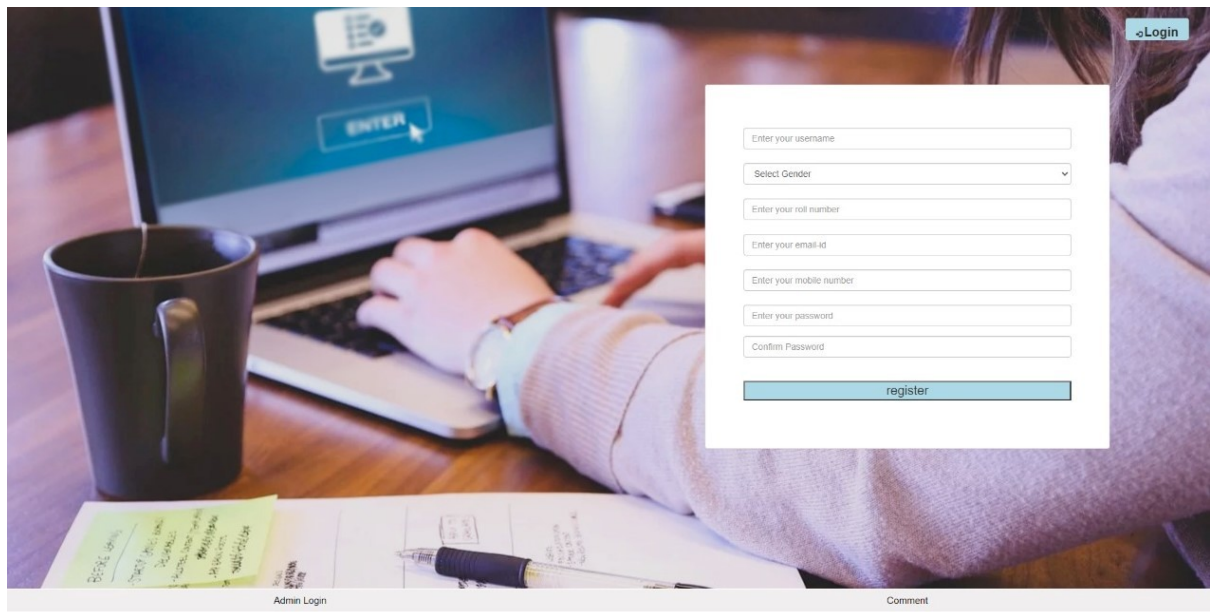 Login
ENTER
Enter your username
Select Gender
Enter your roll number
Enter your email-id
Enter your mobile number
Enter your password
Confirm Password
register
BEFORE
Admin Login
Comment